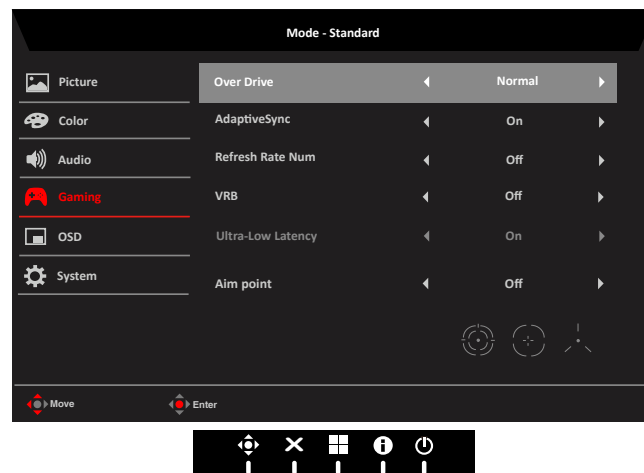 Mode - Standard
Picture
Over Drive Normal
Color
AdaptiveSync On
Audio
Refresh Rate Num Off
Gaming
VRB Off
OSD
Ultra-Low Latency On
System
Aim point Off
Move Enter